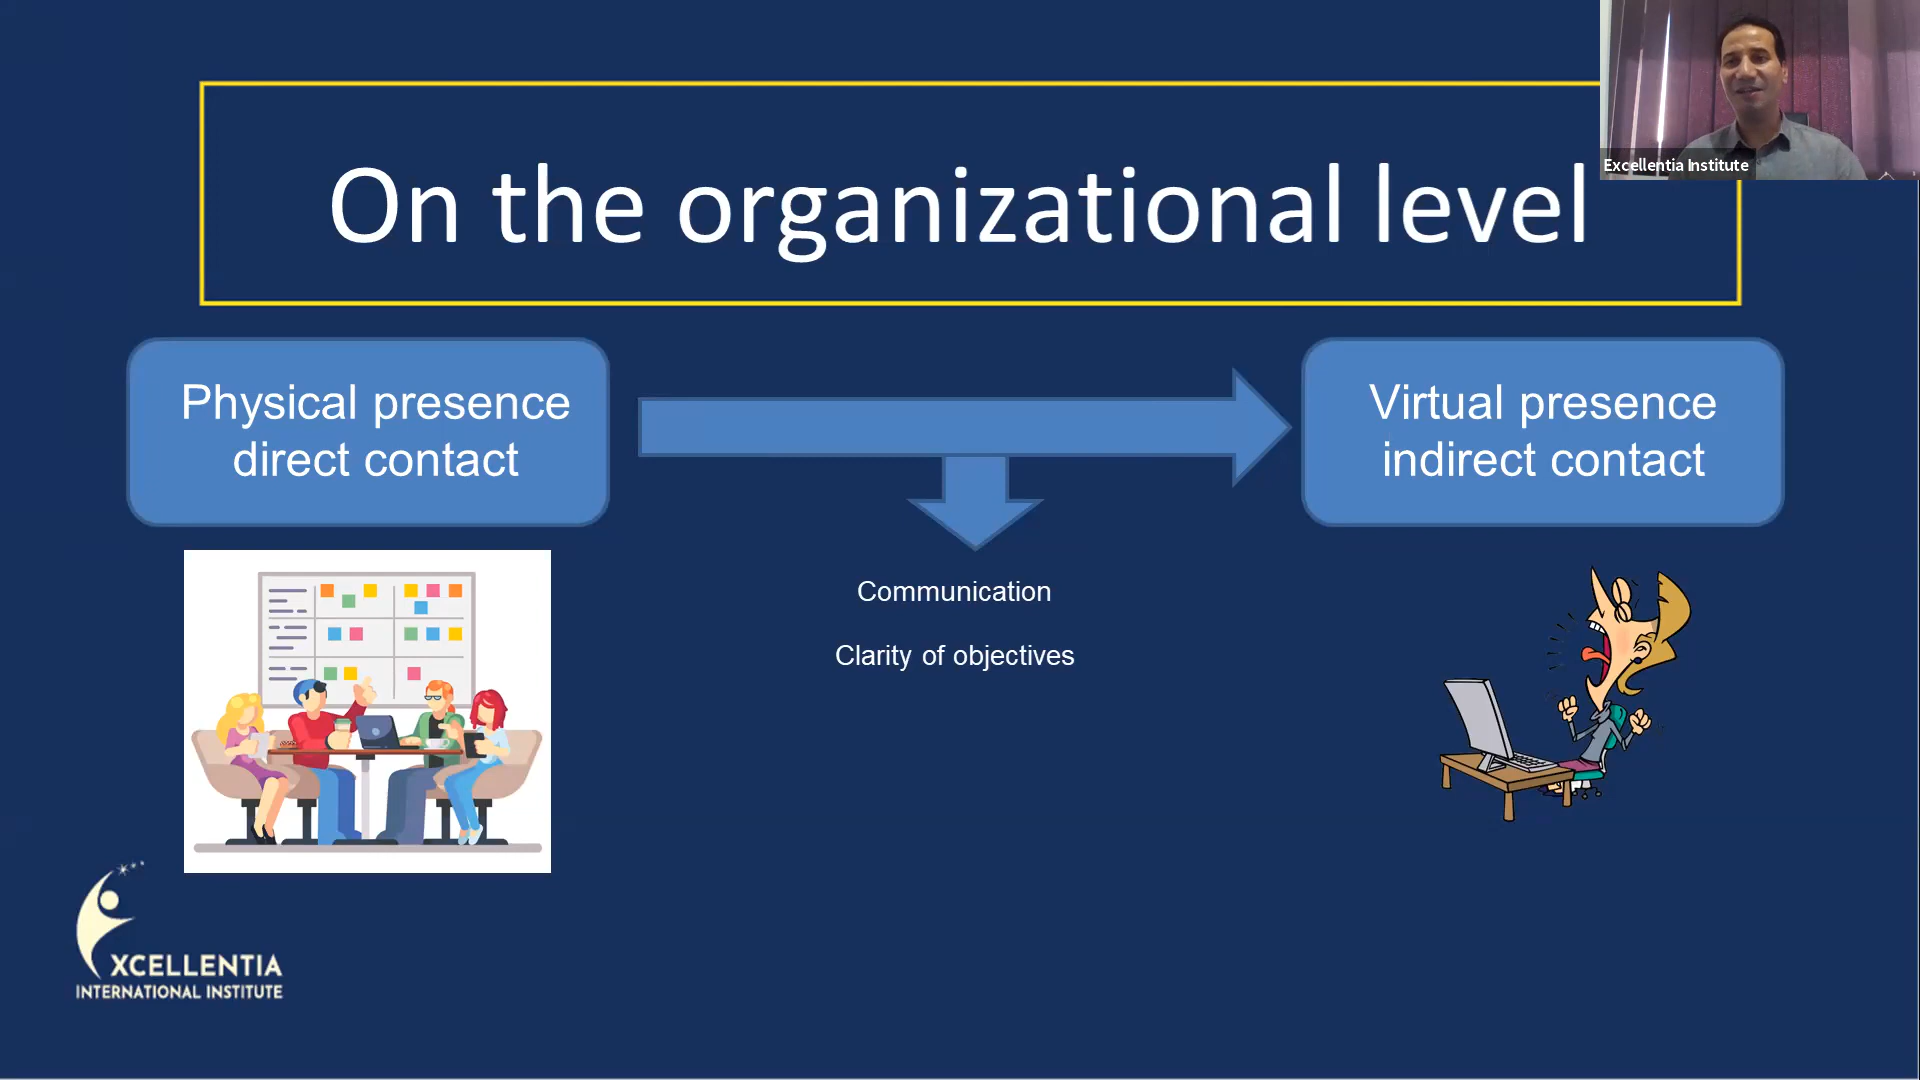 Excellentia Institute
On the organizational level
Physical presence
direct contact
Virtual presence
indirect contact
Communication
Clarity of objectives
XCELLENTIA
INTERNATIONAL INSTITUTE